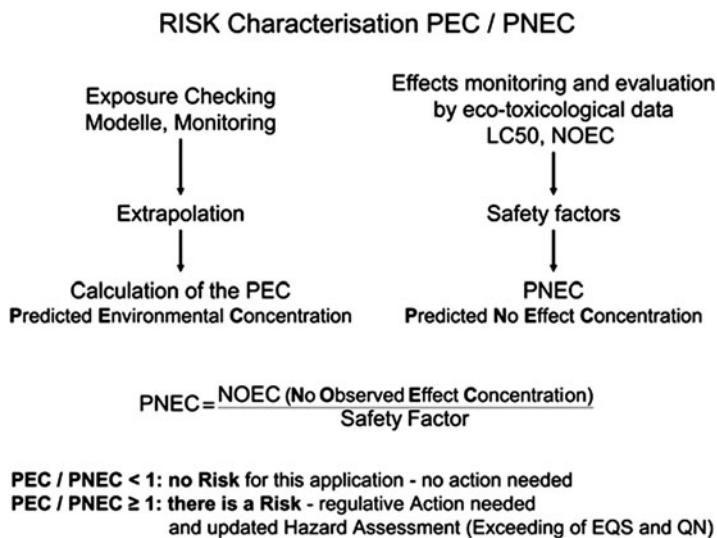 RISK Characterisation PEC / PNEC
Exposure Checking
Modelle, Monitoring
Extrapolation
Calculation of the PEC
Predicted Environmental Concentration
Effects monitoring and evaluation
by eco-toxicological data
LC50, NOEC
Safety factors
PNEC
Predicted No Effect Concentration
PNEC = NOEC (No Observed Effect Concentration)
Safety Factor
PEC / PNEC < 1: no Risk for this application - no action needed
PEC / PNEC ≥ 1: there is a Risk - regulative Action needed
and updated Hazard Assessment (Exceeding of EQS and QN)